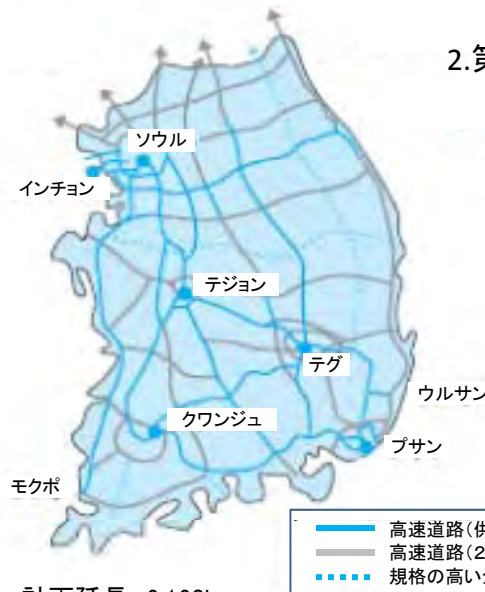 2.第
ソウル
インチョン
テジョン
テグ
ウルサン
クワンジュ
プサン
モクポ
高速道路(供
高速道路(2
規格の高い